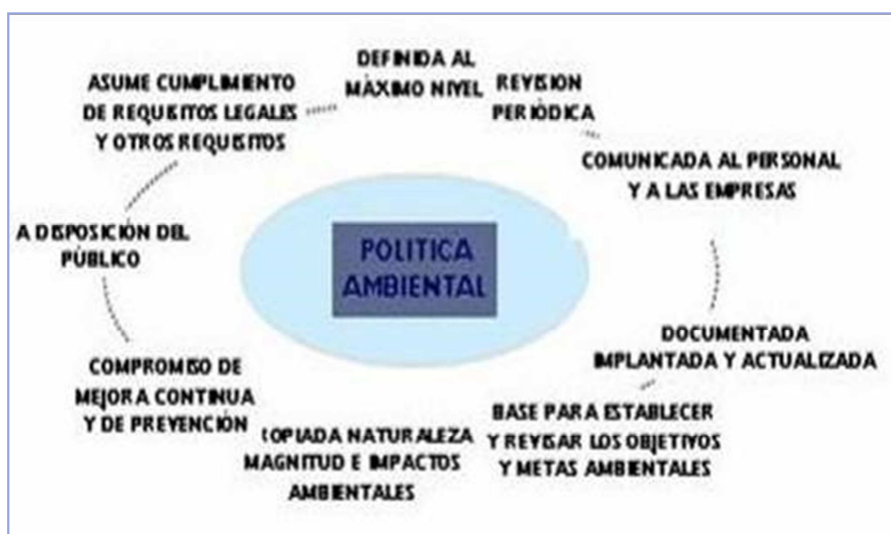 DEFINIDA AL
MÁXIMO NIVEL
REVISION
PERIÓDICA
COMUNICADA AL PERSONAL
Y A LAS EMPRESAS
DOCUMENTADA
IMPLANTADA Y ACTUALIZADA
BASE PARA ESTABLECER
Y REVISAR LOS OBJETIVOS
Y METAS AMBIENTALES
NATURALEZA
MAGNITUD E IMPACTOS
AMBIENTALES
COMPROMISO DE
MEJORA CONTINUA
Y DE PREVENCIÓN
A DISPOSICIÓN DEL
PÚBLICO
ASUME CUMPLIMIENTO
DE REQUISITOS LEGALES
Y OTROS REQUISITOS
POLITICA
AMBIENTAL